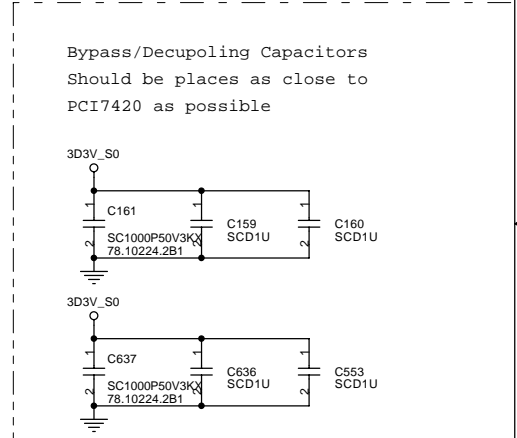 Bypass/Decupoling Capacitors
Should be places as close to
PCI7420 as possible
3D3V_S0
1 C161 1 1
C159 C160
2 SC1000P50V3KX 2 SCD1U 2 SCD1U
78.10224.2B1
3D3V_S0
1 C637 1 1
C636 C553
2 SC1000P50V3KX 2 SCD1U 2 SCD1U
78.10224.2B1